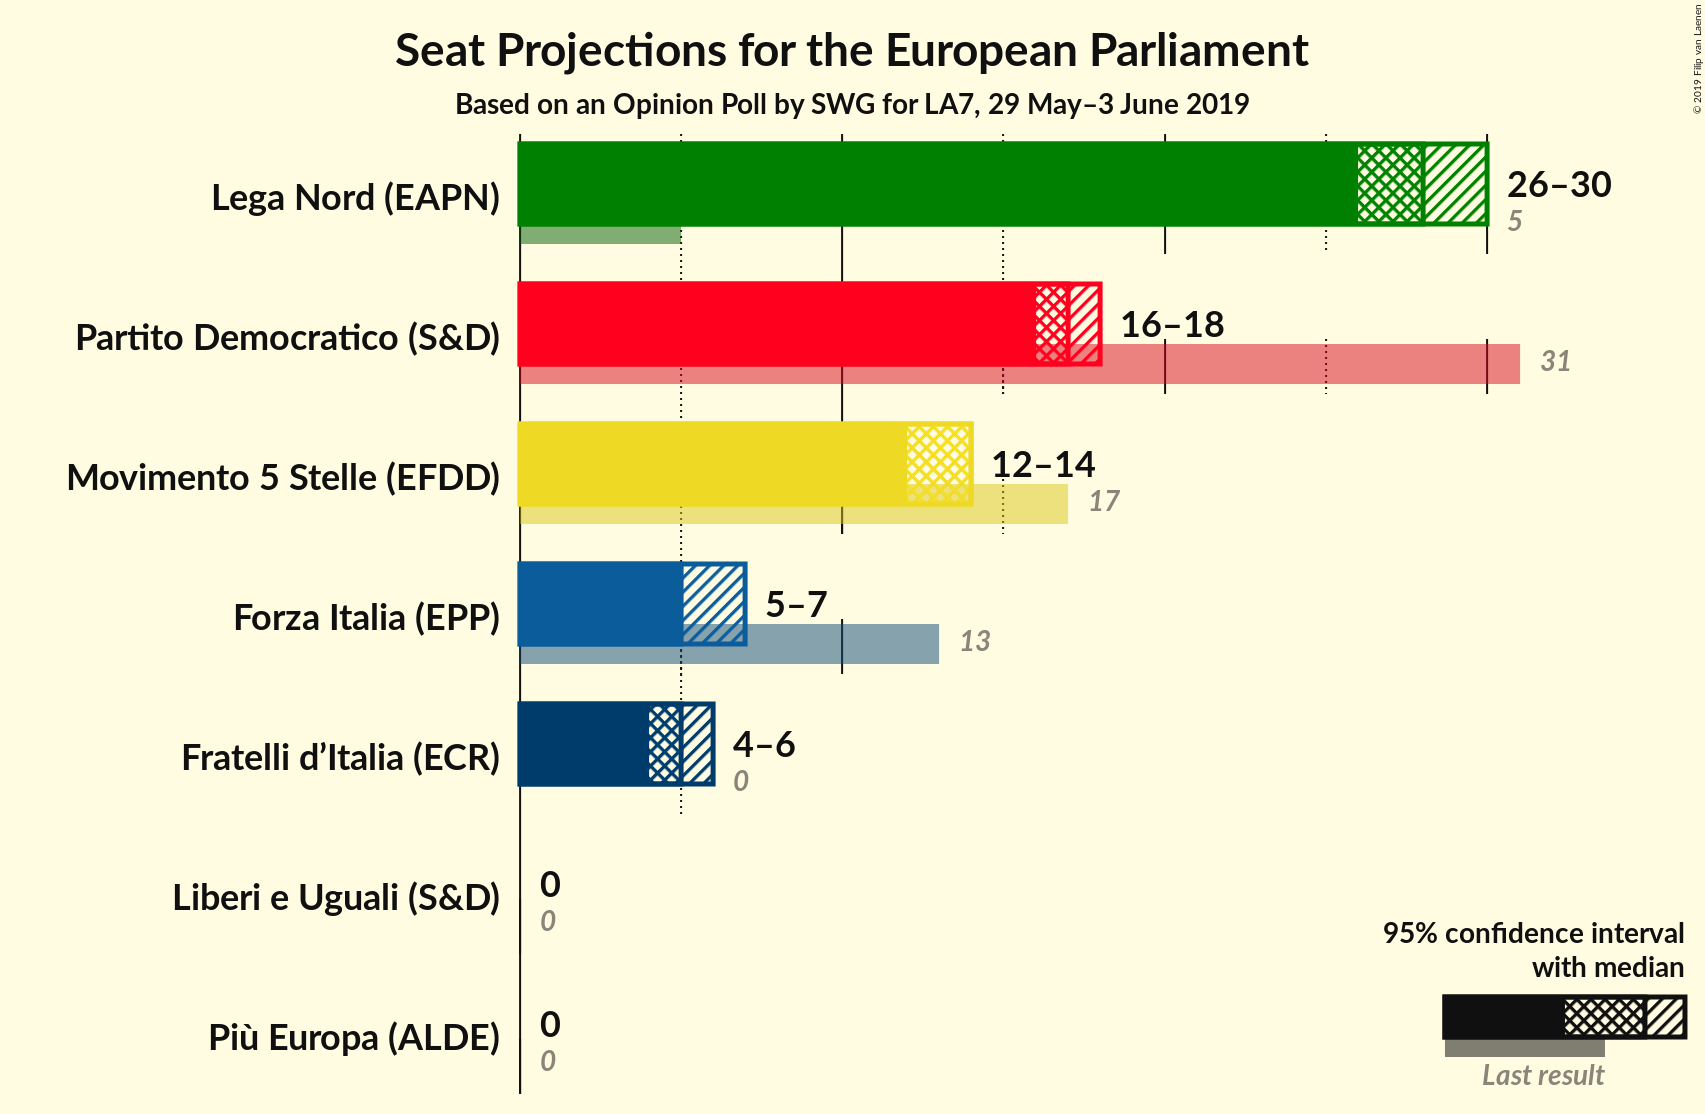 Seat Projections for the European Parliament
Based on an Opinion Poll by SWG for LA7, 29 May–3 June 2019
© 2019 Filip van Laenen
Lega Nord (EAPN)
26–30
5
Partito Democratico (S&D)
16–18
31
Movimento 5 Stelle (EFDD)
12–14
17
Forza Italia (EPP)
5–7
13
Fratelli d’Italia (ECR)
4–6
0
Liberi e Uguali (S&D)
0
0
Più Europa (ALDE)
0
0
95% confidence interval
with median
Last result